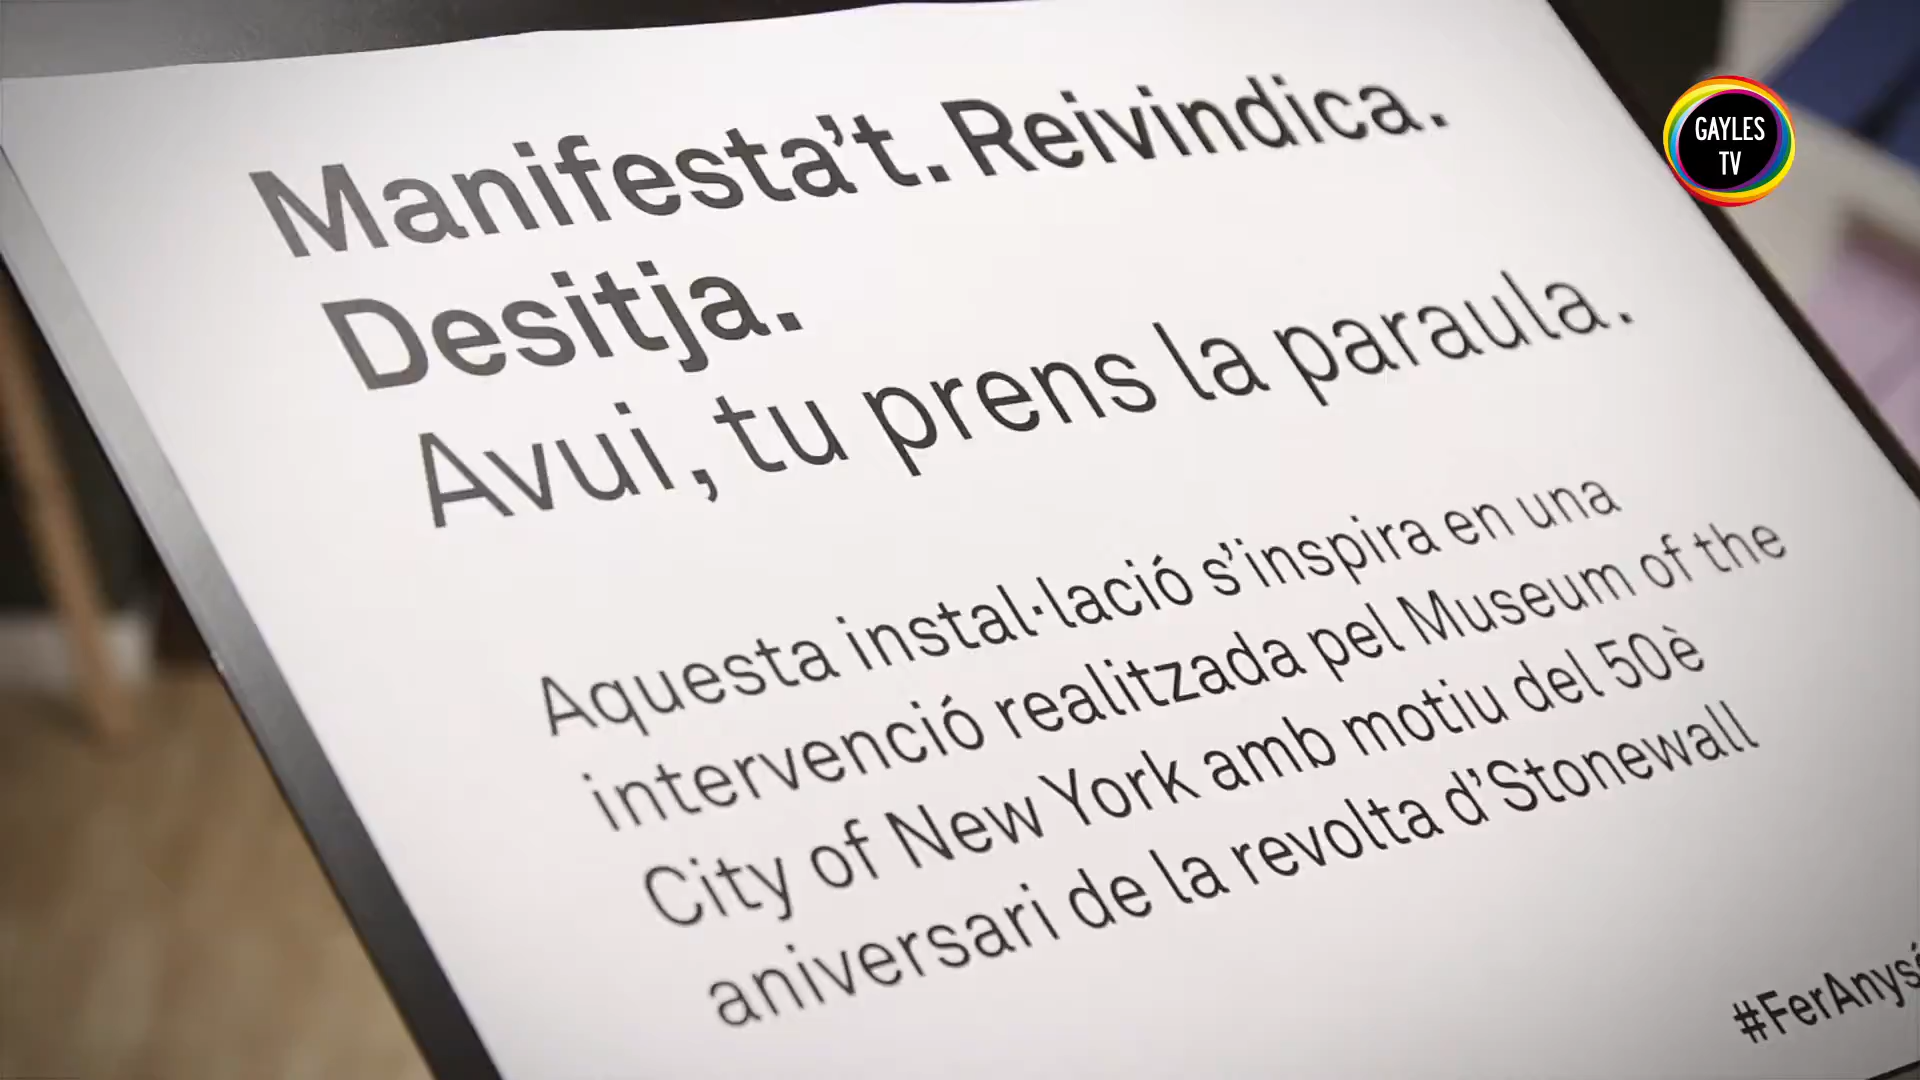 Manifesta't. Reivindica.
Desitja.
Avui, tu prens la paraula.
Aquesta instal·lació s'inspira en una
intervenció realitzada pel Museum of the
City of New York amb motiu del 50è
aniversari de la revolta d'Stonewall
GAYLES
TV